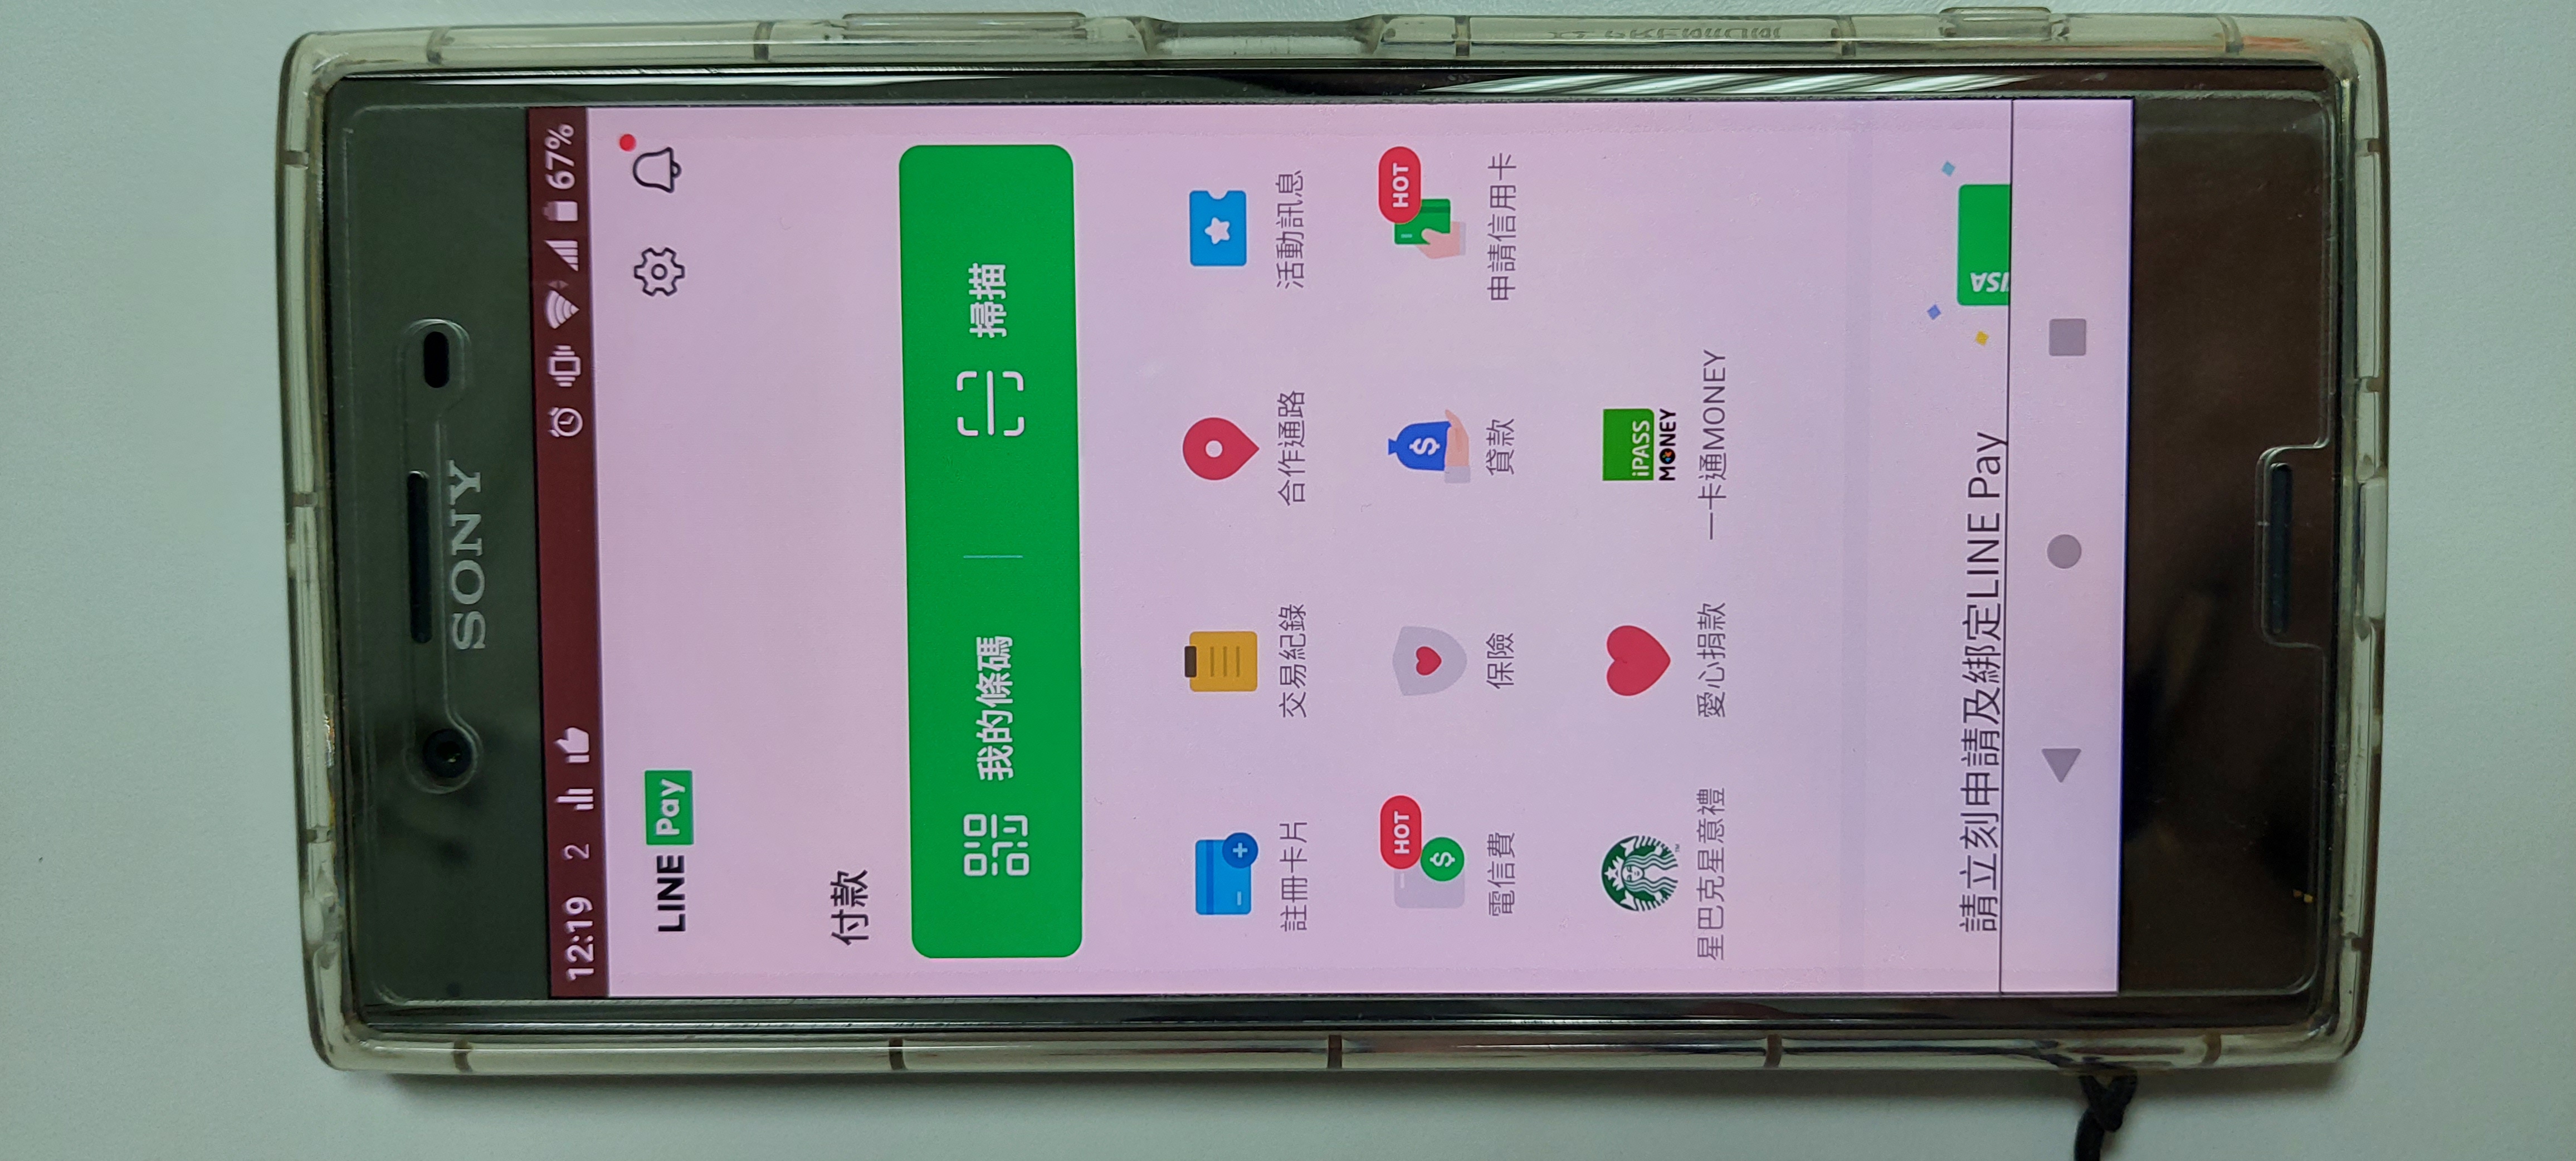 SONY
12:19 2 67%
LINE Pay
付款
我的條碼 掃描
註冊卡片 交易紀錄 合作通路 活動訊息
HOT HOT
電信費 保險 貸款 申請信用卡
iPASS
MONEY
星巴克星意禮 愛心捐款 一卡通MONEY
請立刻申請及綁定LINE Pay